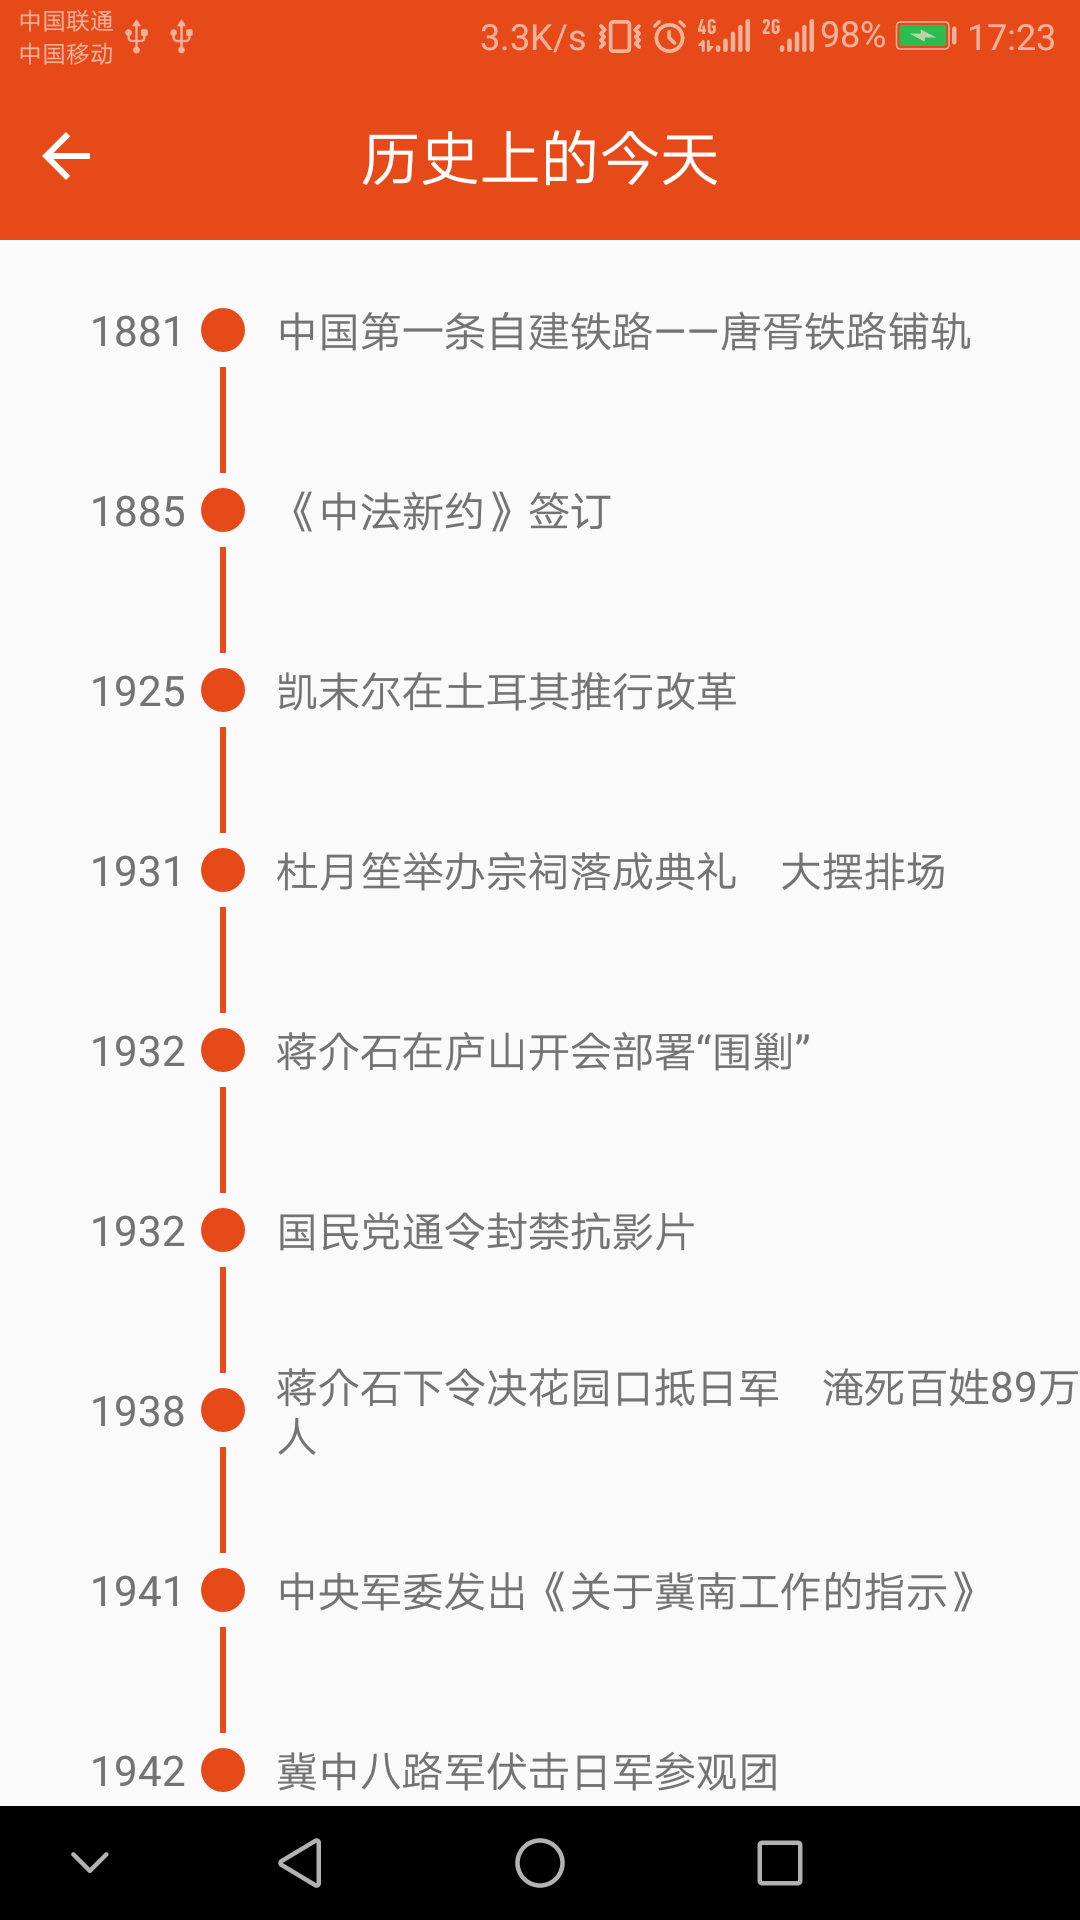 中国联通
中国移动
3.3K/s 4G 2G 98% 17:23
历史上的今天
1881 中国第一条自建铁路——唐胥铁路铺轨
1885 《中法新约》签订
1925 凯末尔在土耳其推行改革
1931 杜月笙举办宗祠落成典礼　大摆排场
1932 蒋介石在庐山开会部署“围剿”
1932 国民党通令封禁抗影片
1938 蒋介石下令决花园口抵日军　淹死百姓89万
人
1941 中央军委发出《关于冀南工作的指示》
1942 冀中八路军伏击日军参观团